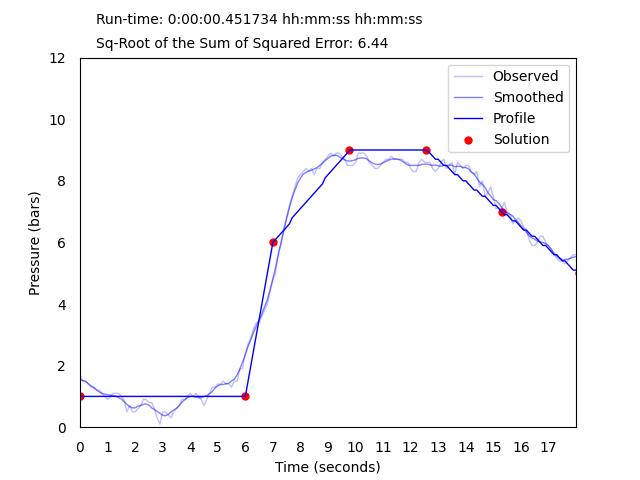 Run-time: 0:00:00.451734 hh:mm:ss hh:mm:ss
Sq-Root of the Sum of Squared Error: 6.44
12
10
8
6
4
2
0
Pressure (bars)
Observed
Smoothed
Profile
Solution
0 1 2 3 4 5 6 7 8 9 10 11 12 13 14 15 16 17
Time (seconds)